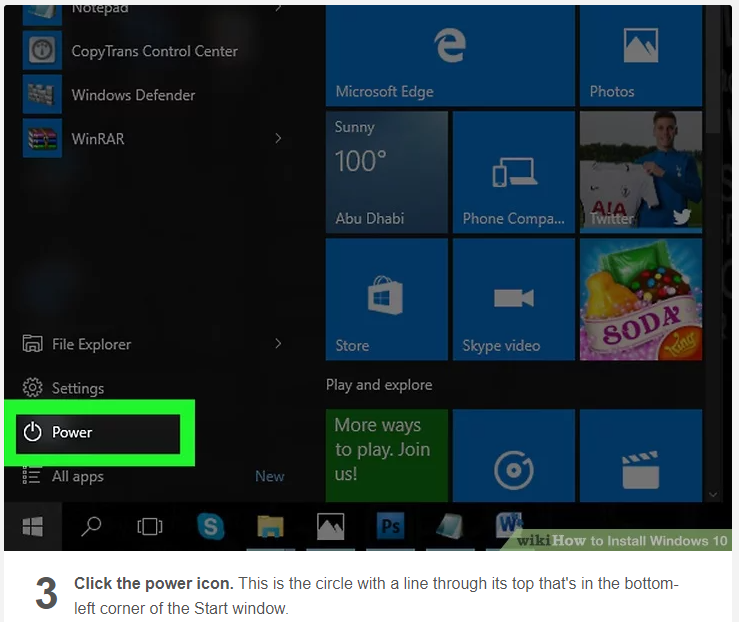 Notepad
CopyTrans Control Center
Windows Defender
WinRAR
File Explorer
Settings
Power
All apps
New
Microsoft Edge
Photos
Sunny
100°
Abu Dhabi
Phone Compa...
AIA
Twitter
Store
Skype video
SODA
King
Play and explore
More ways
to play. Join
us!
Ps
W
wikiHow to Install Windows 10
3
Click the power icon. This is the circle with a line through its top that's in the bottom-
left corner of the Start window.